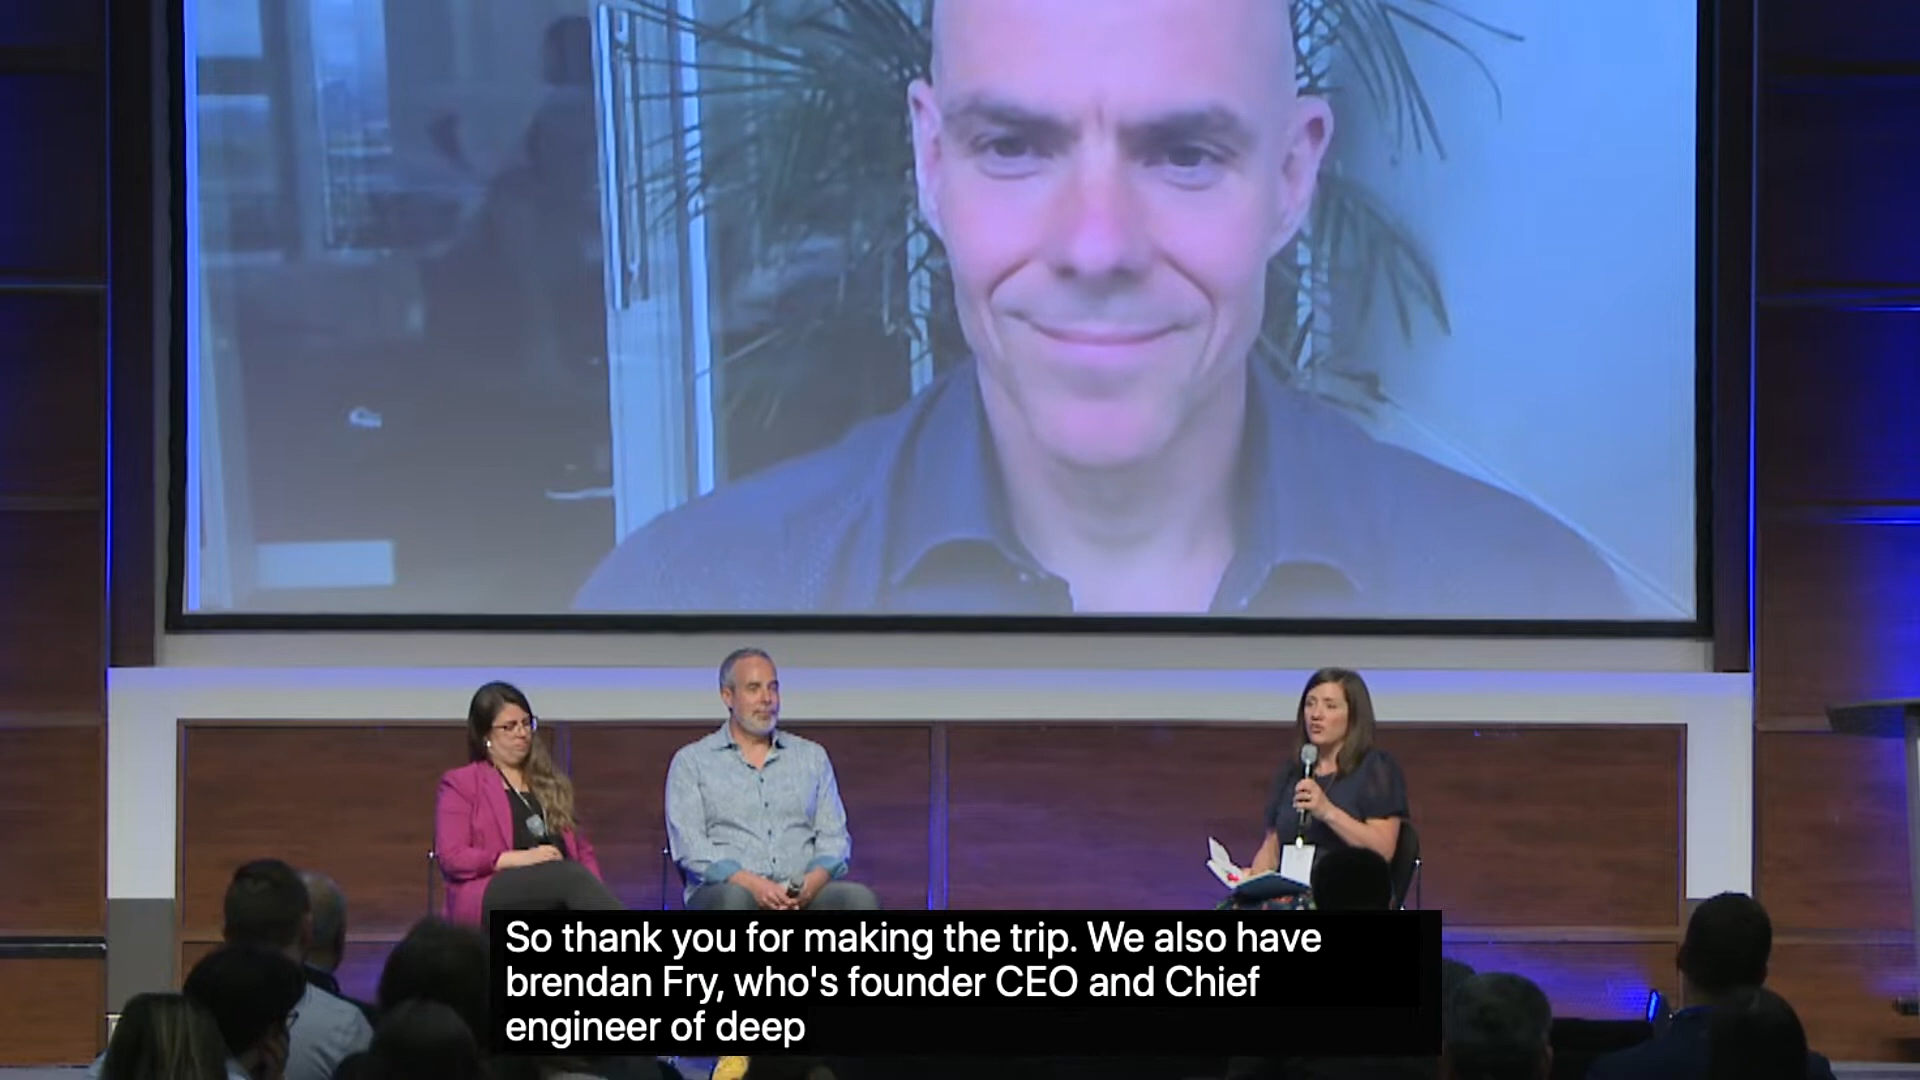 So thank you for making the trip. We also have
brendan Fry, who's founder CEO and Chief
engineer of deep